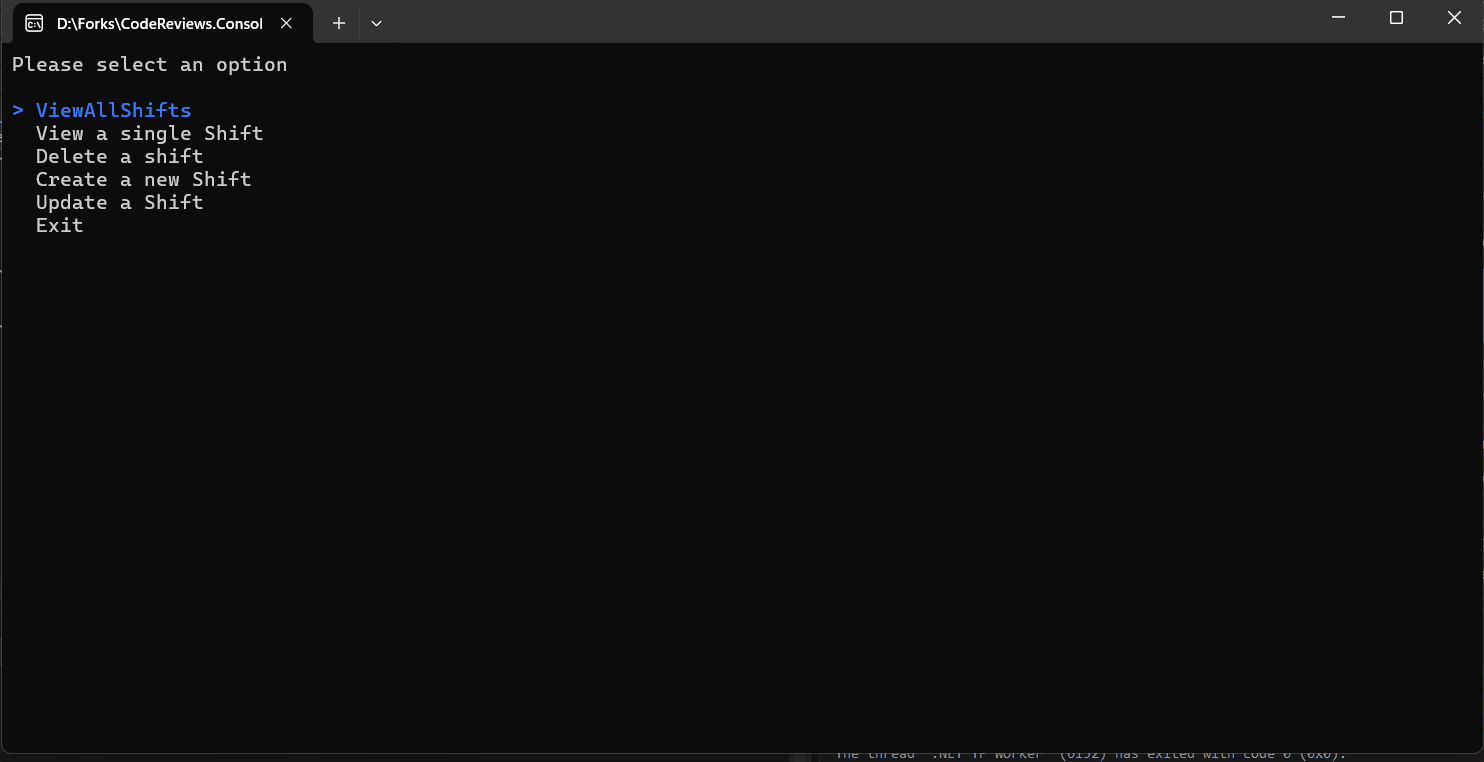 D:\Forks\CodeReviews.Consol
Please select an option
> ViewAllShifts
View a single Shift
Delete a shift
Create a new Shift
Update a Shift
Exit
The thread '.NET TP Worker' (6152) has exited with code 0 (0x0).